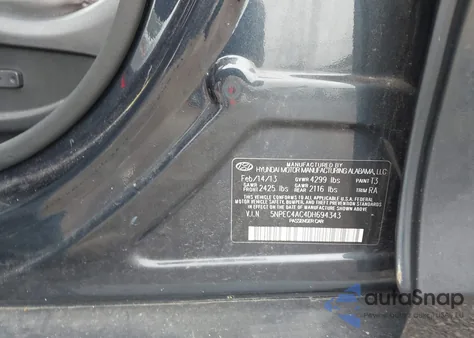 MANUFACTURED BY
HYUNDAI MOTOR MANUFACTURING ALABAMA, LLC
Feb/14/13 GVWR 4299 lbs PAINT T3
GAWR FRONT 2425 lbs GAWR REAR 2116 lbs TRIM RA
THIS VEHICLE CONFORMS TO ALL APPLICABLE U.S.A. FEDERAL
MOTOR VEHICLE SAFETY, BUMPER, AND THEFT PREVENTION STANDARDS
IN EFFECT ON THE DATE OF MANUFACTURE SHOWN ABOVE.
V.I.N 5NPEC4AC4DH694343
PASSENGER CAR
autoSnap